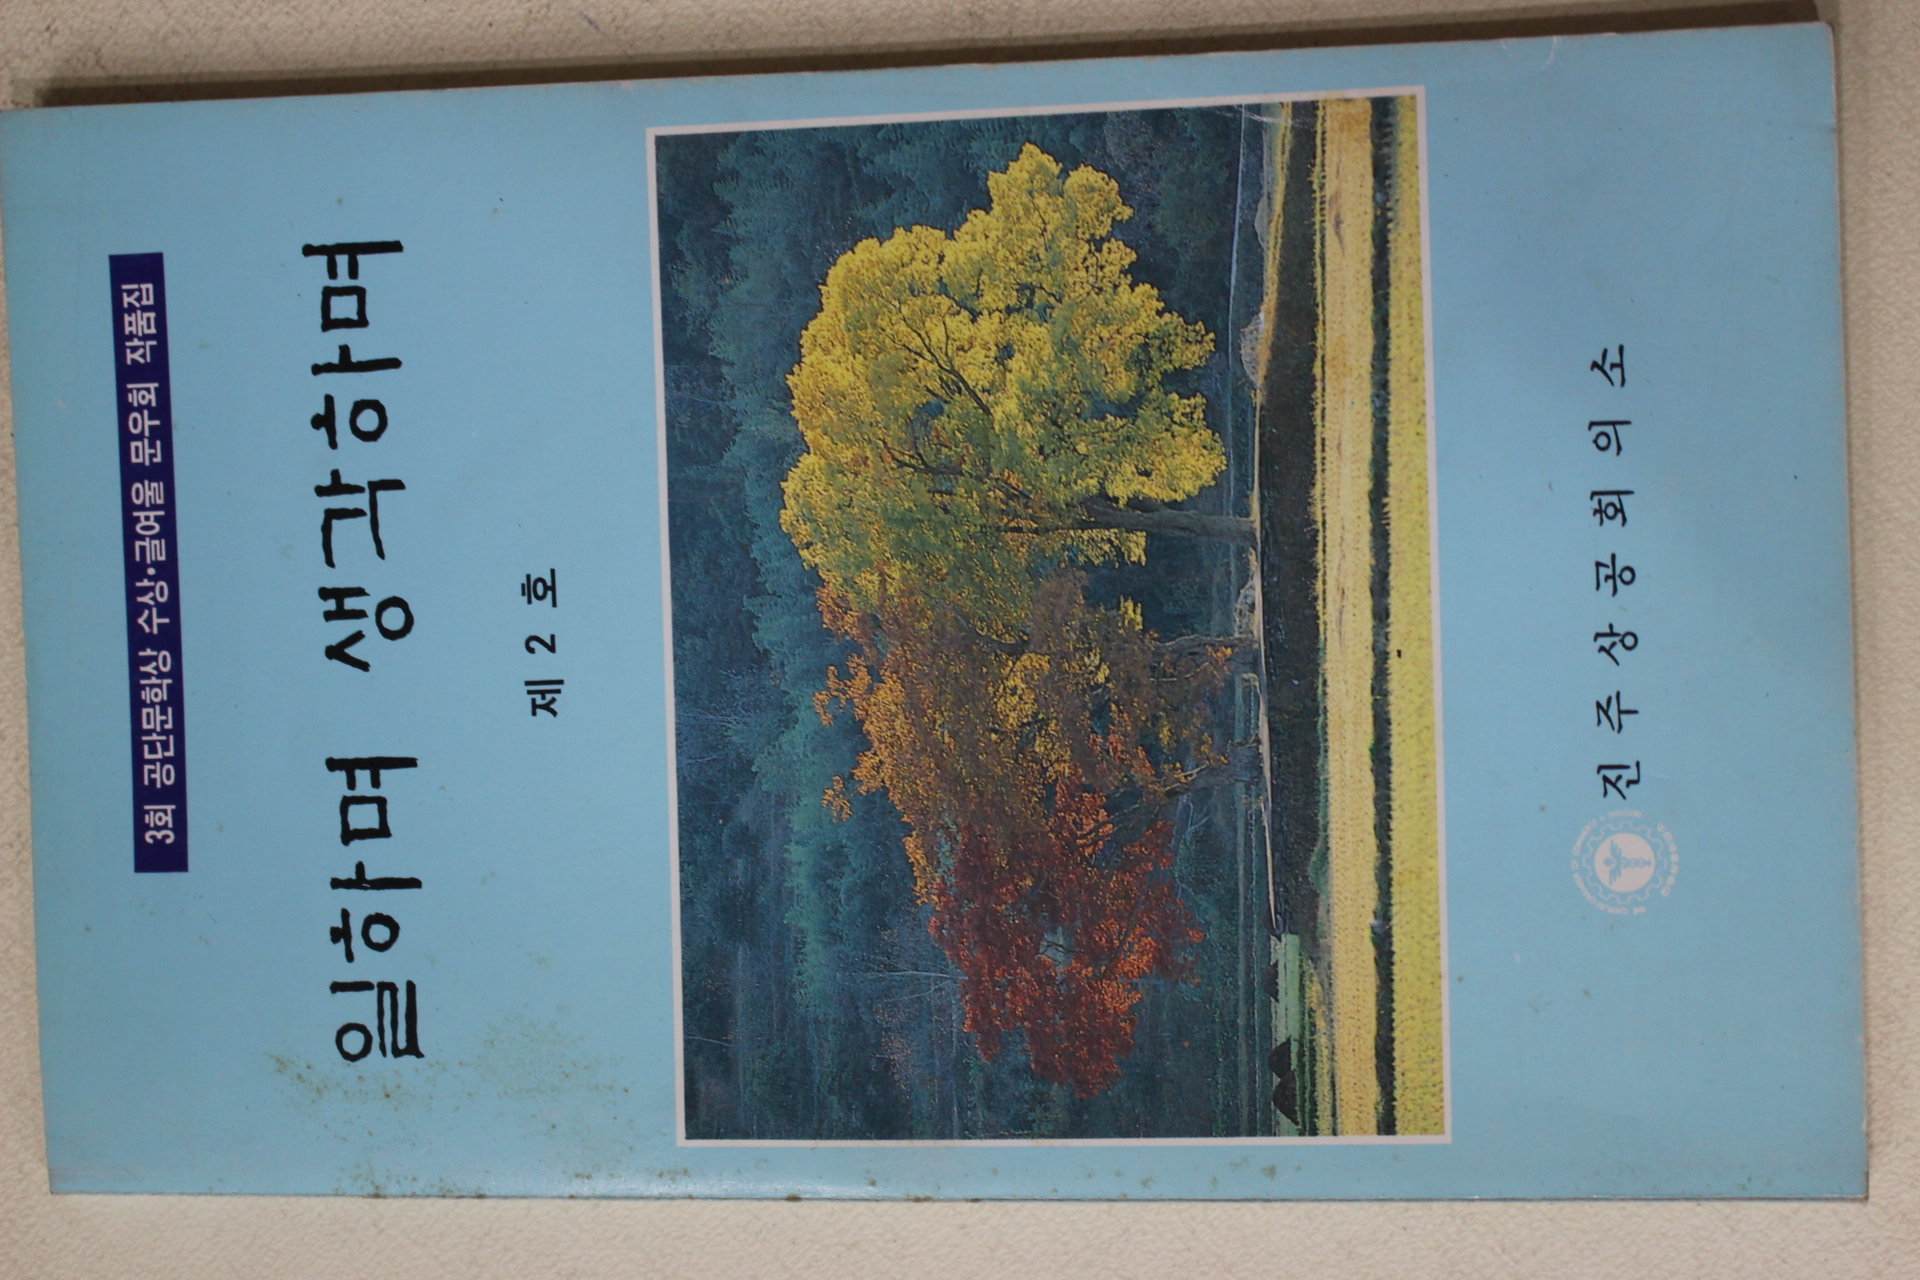 3회 공단문학상 수상·글여울 문우회 작품집
일하며 생각하며
제 2 호
진 주 상 공 회 의 소